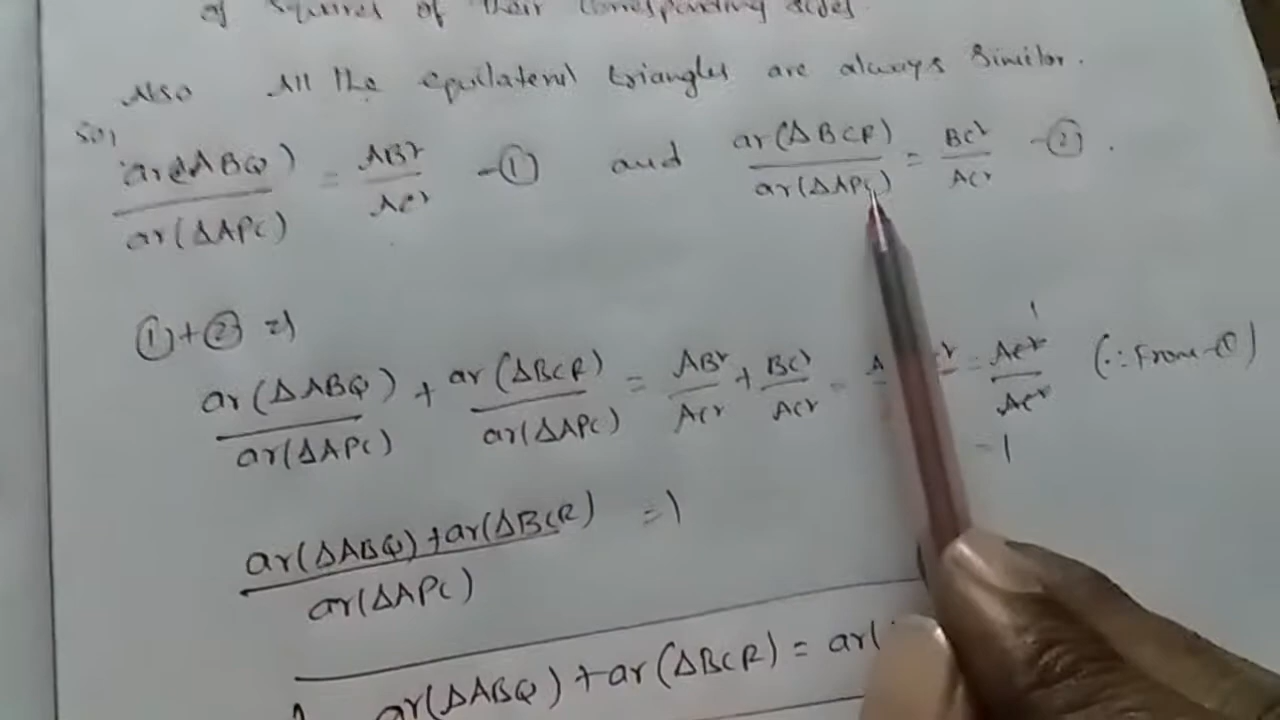 of squares of their corresponding sides
Also All the equilateral triangles are always similar.
So,
ar(ΔABQ) / ar(ΔAPC) = AB² / AC² -① and ar(ΔBCR) / ar(ΔAPC) = BC² / AC² -② .
①+② =)
ar(ΔABQ) / ar(ΔAPC) + ar(ΔBCR) / ar(ΔAPC) = AB² / AC² + BC² / AC² = = AC² / AC² (∵ From -①)
= 1
ar(ΔABQ) + ar(ΔBCR) / ar(ΔAPC) = 1
ar(ΔABQ) + ar(ΔBCR) = ar(